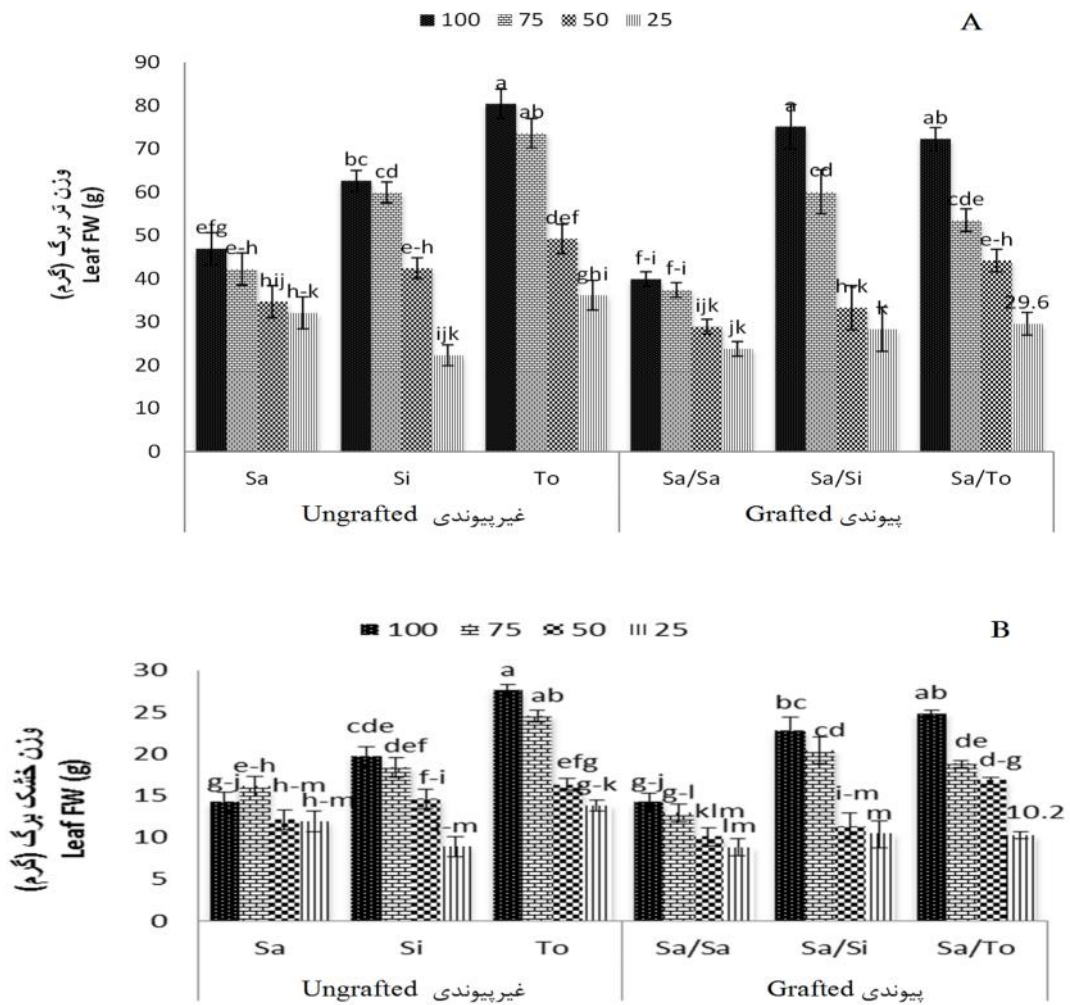 100 75 50 25
A
وزن تر برگ (گرم)
Leaf FW (g)
90
80
70
60
50
40
30
20
10
0
efg e-h hij h-k
bc cd e-h ijk
a ab def ghi
f-i f-i ijk jk
a cd h-k k
ab cde e-h 29.6
Sa Si To Sa/Sa Sa/Si Sa/To
Ungrafted غیرپیوندی Grafted پیوندی
100 75 50 25
B
وزن خشک برگ (گرم)
Leaf FW (g)
30
25
20
15
10
5
0
g-j e-h h-m h-m
cde def f-i -m
a ab efg g-k
g-j g-l klm lm
bc cd i-m m
ab de d-g 10.2
Sa Si To Sa/Sa Sa/Si Sa/To
Ungrafted غیرپیوندی Grafted پیوندی